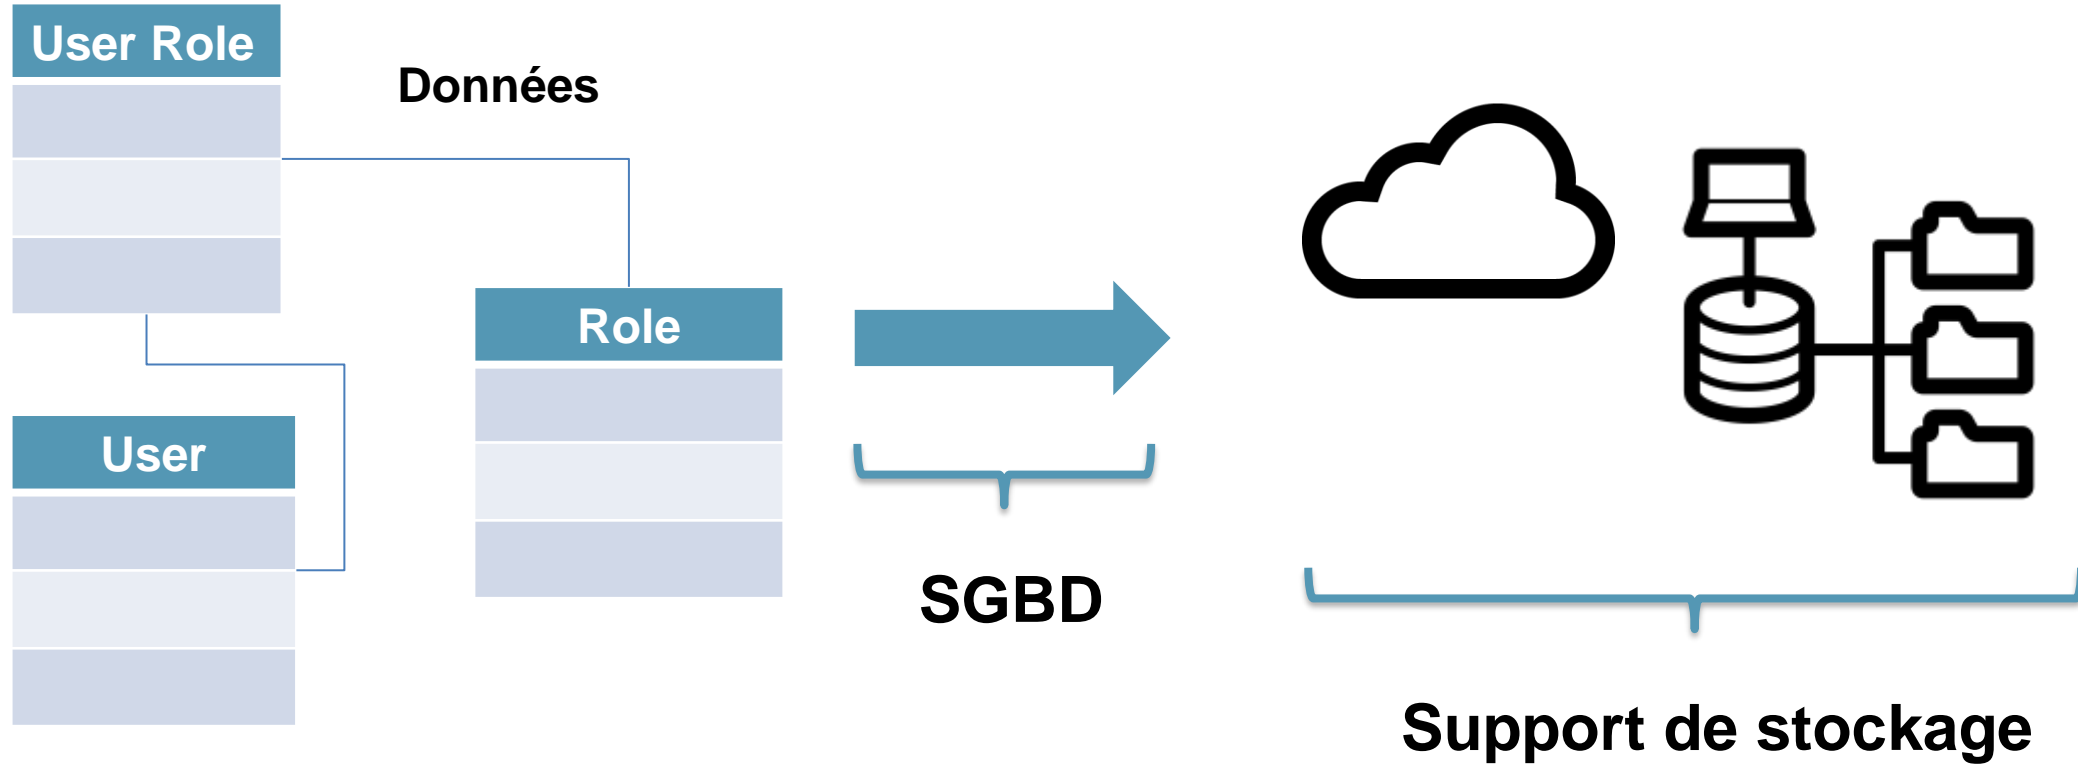 User Role
Données
Role
User
SGBD
Support de stockage